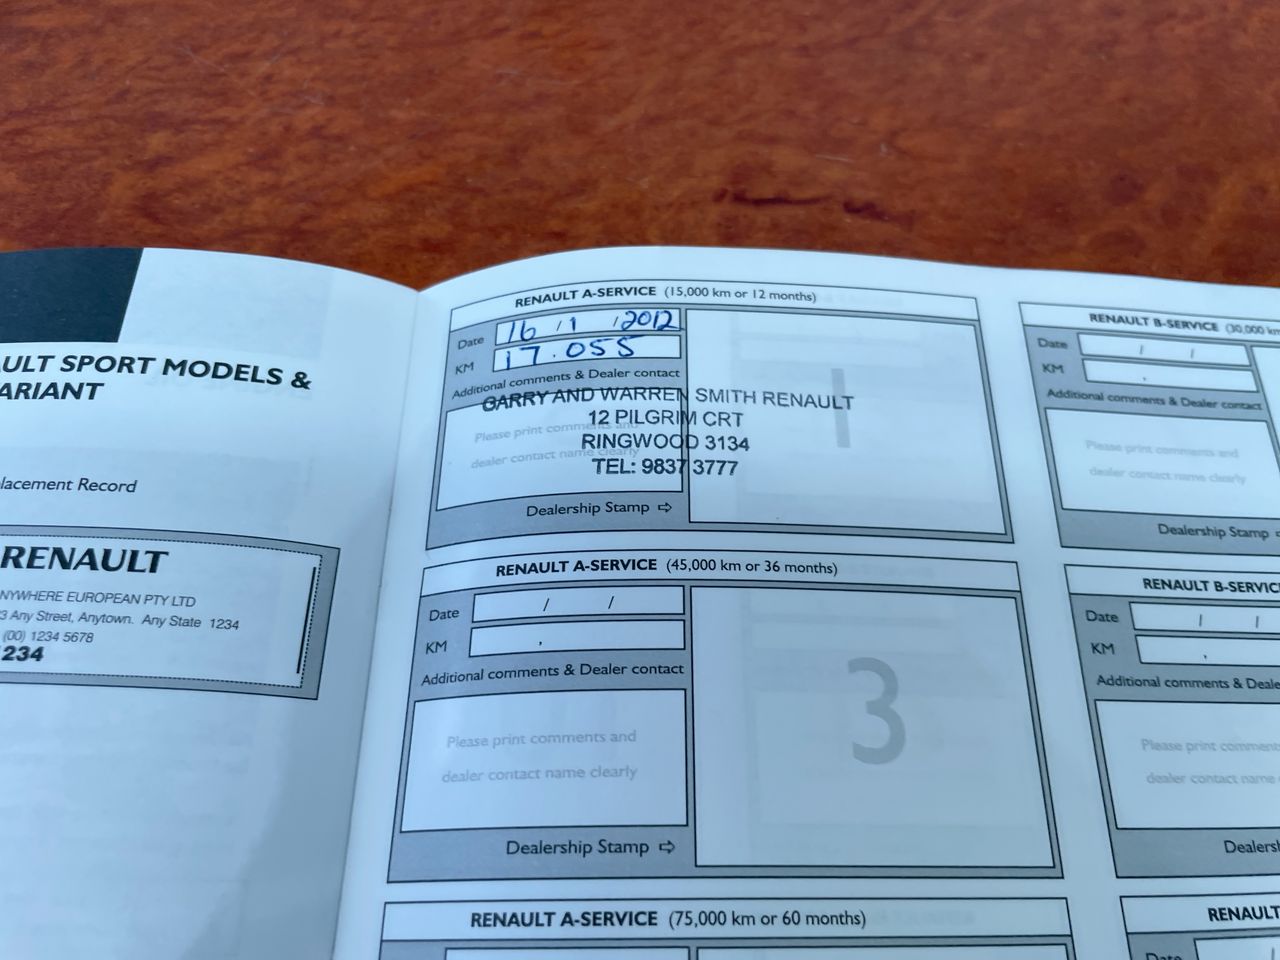 ULT SPORT MODELS &
ARIANT
lacement Record
RENAULT
NYWHERE EUROPEAN PTY LTD
3 Any Street, Anytown. Any State 1234
(00) 1234 5678
234
RENAULT A-SERVICE (15,000 km or 12 months)
Date 16 / 1 / 2012
KM 17.055
Additional comments & Dealer contact
GARRY AND WARREN SMITH RENAULT
12 PILGRIM CRT
Please print comments and
RINGWOOD 3134
dealer contact name clearly
TEL: 9837 3777
1
Dealership Stamp ⇨
RENAULT A-SERVICE (45,000 km or 36 months)
Date / /
KM ,
Additional comments & Dealer contact
Please print comments and
dealer contact name clearly
3
Dealership Stamp ⇨
RENAULT A-SERVICE (75,000 km or 60 months)
RENAULT B-SERVICE (30,000 km
Date / /
KM ,
Additional comments & Dealer contact
Please print comments and
dealer contact name clearly
Dealership Stamp
RENAULT B-SERVIC
Date / /
KM ,
Additional comments & Deale
Please print comments
dealer contact name
Dealersh
RENAULT
Date /